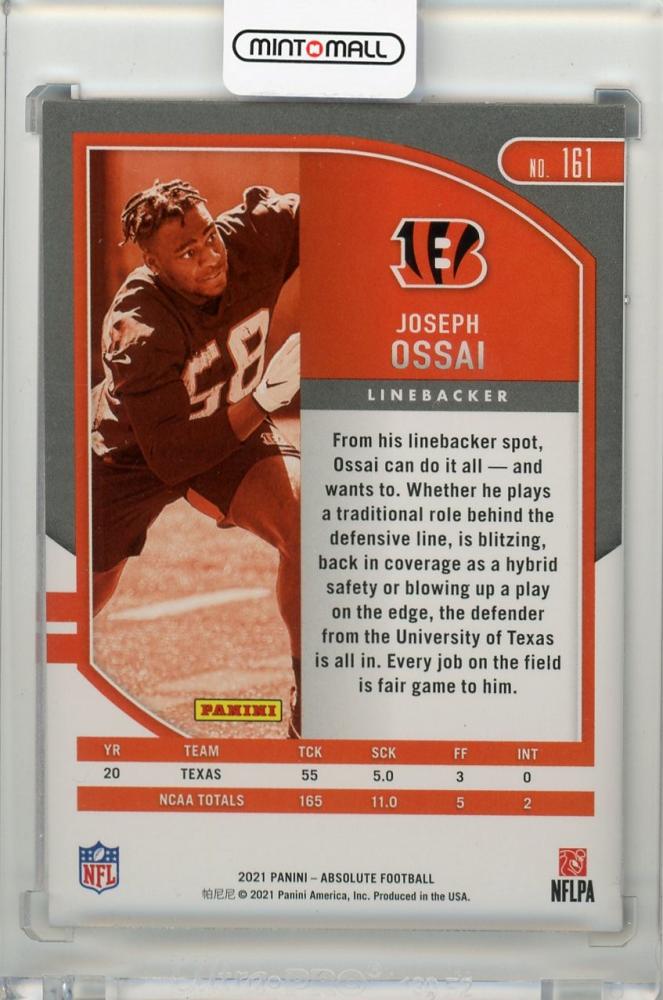 MINT MALL
NO. 161
B
JOSEPH
OSSAI
LINEBACKER
58
From his linebacker spot,
Ossai can do it all — and
wants to. Whether he plays
a traditional role behind the
defensive line, is blitzing,
back in coverage as a hybrid
safety or blowing up a play
on the edge, the defender
from the University of Texas
is all in. Every job on the field
is fair game to him.
PANINI
YR TEAM TCK SCK FF INT
20 TEXAS 55 5.0 3 0
NCAA TOTALS 165 11.0 5 2
NFL
NFLPA
2021 PANINI – ABSOLUTE FOOTBALL
帕尼尼 © 2021 Panini America, Inc. Produced in the USA.